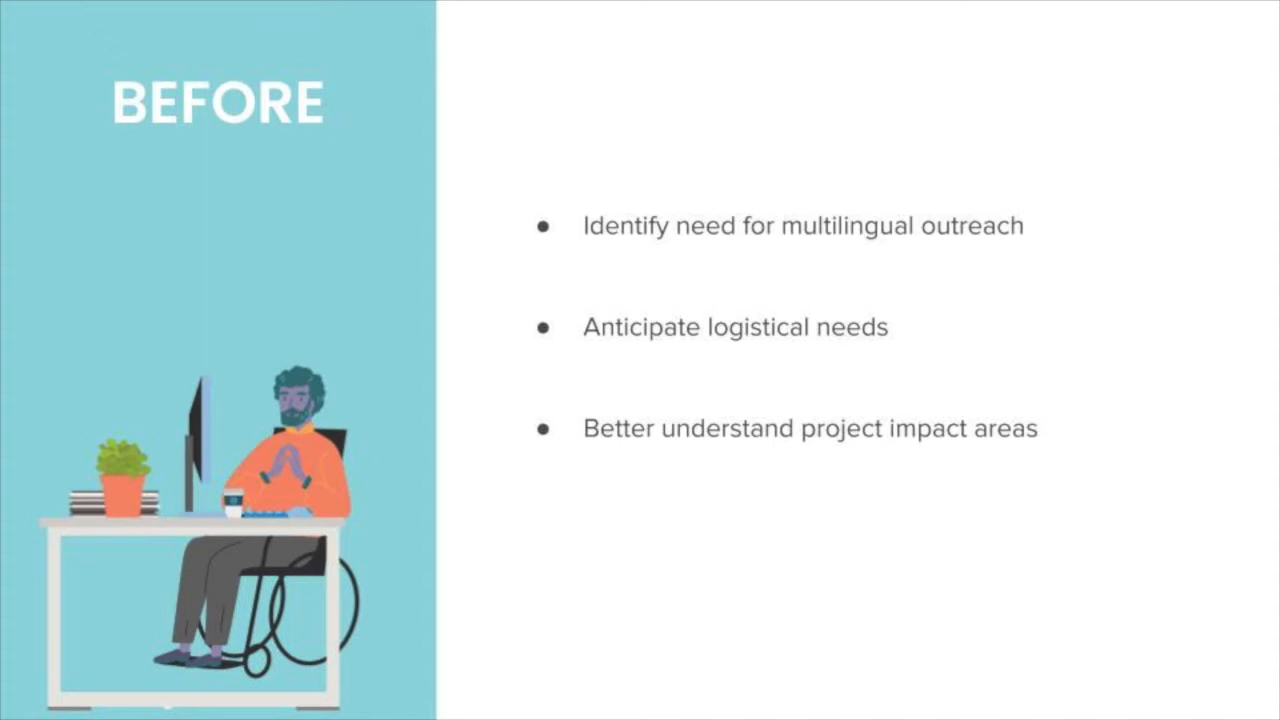 BEFORE
● Identify need for multilingual outreach
● Anticipate logistical needs
● Better understand project impact areas